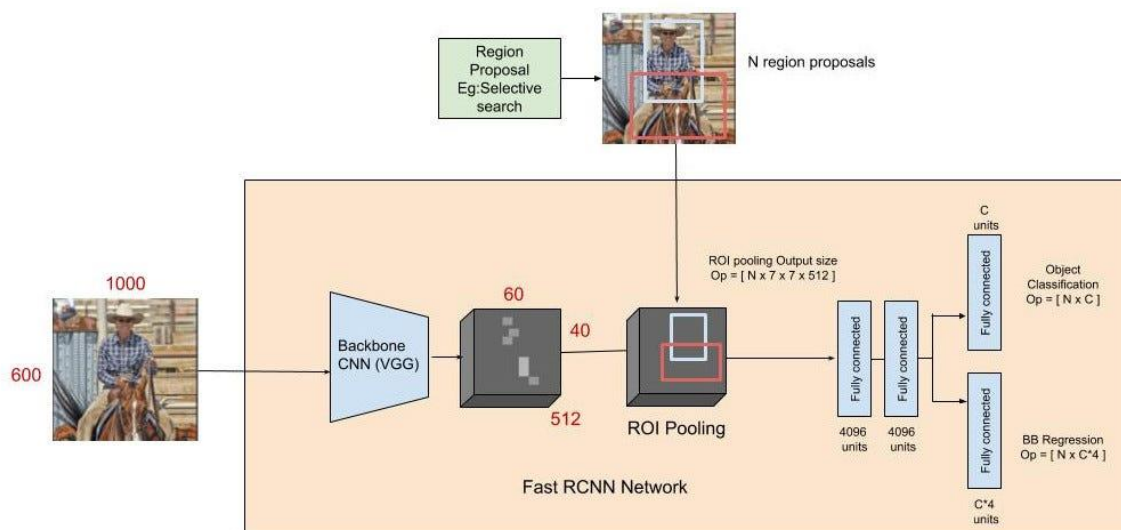 Region
Proposal
Eg:Selective
search
N region proposals
1000
600
Backbone
CNN (VGG)
60
40
512
ROI pooling Output size
Op = [ N x 7 x 7 x 512 ]
ROI Pooling
Fully connected
4096
units
Fully connected
4096
units
C
units
Fully connected
Object
Classification
Op = [ N x C ]
Fully connected
C*4
units
BB Regression
Op = [ N x C*4 ]
Fast RCNN Network